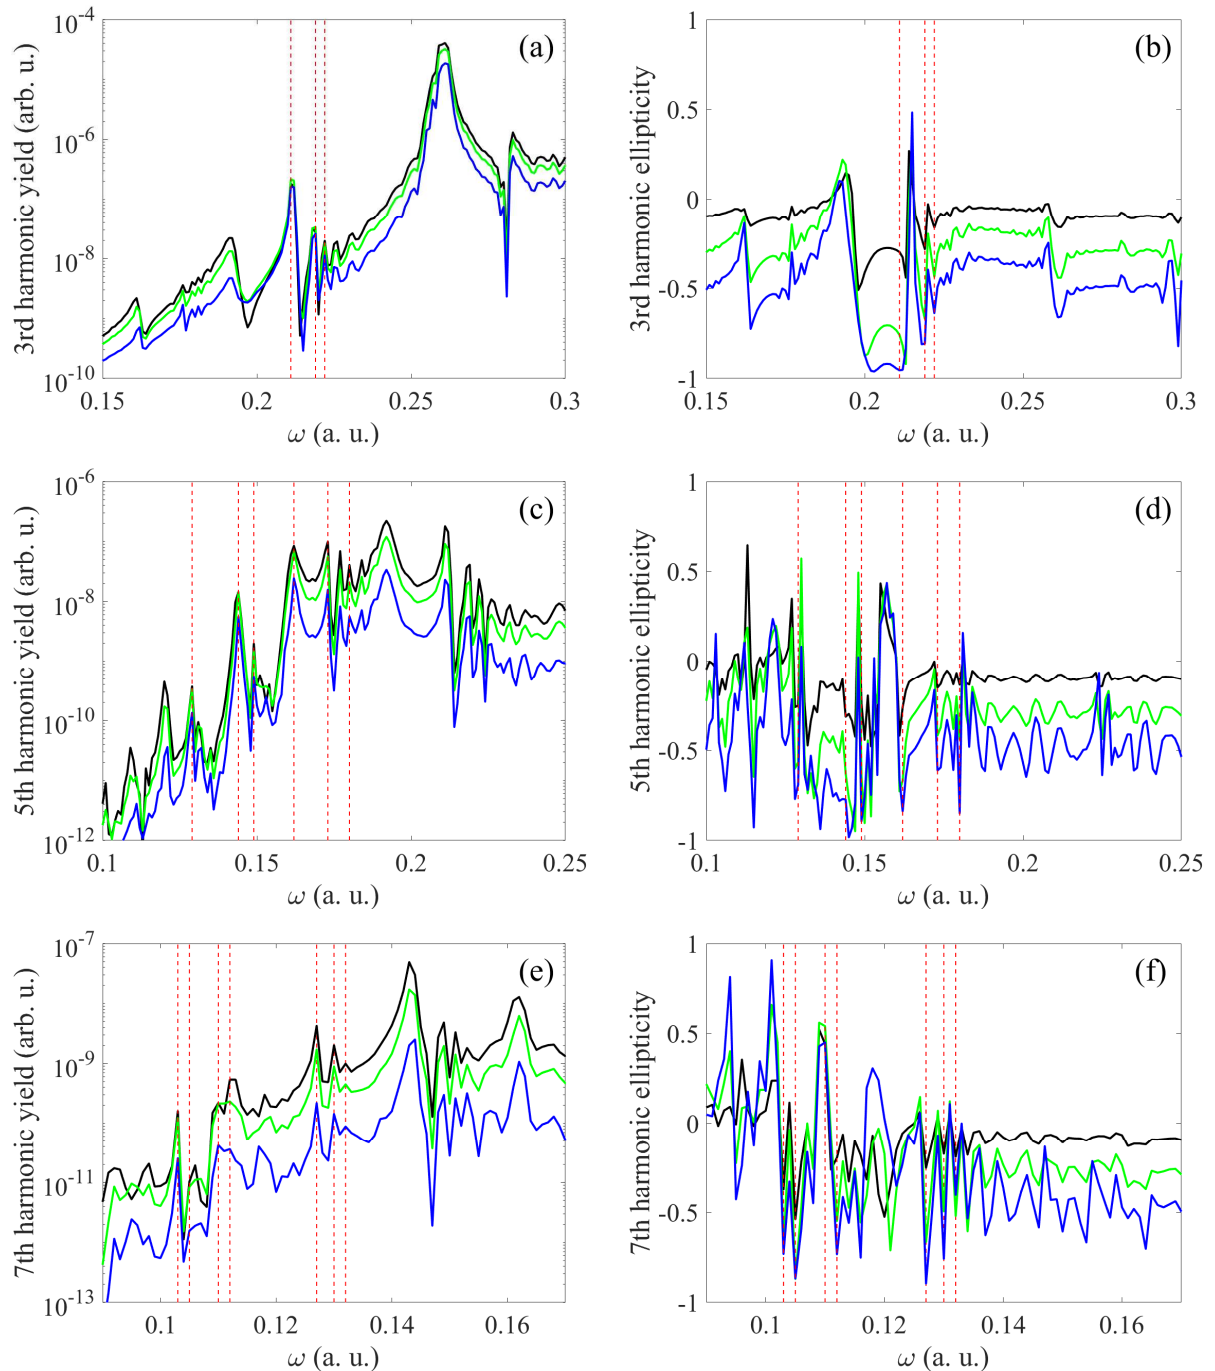 10^-4
10^-6
10^-8
10^-10
3rd harmonic yield (arb. u.)
(a)
0.15
0.2
0.25
0.3
ω (a. u.)
1
0.5
0
-0.5
-1
3rd harmonic ellipticity
(b)
0.15
0.2
0.25
0.3
ω (a. u.)
10^-6
10^-8
10^-10
10^-12
5th harmonic yield (arb. u.)
(c)
0.1
0.15
0.2
0.25
ω (a. u.)
1
0.5
0
-0.5
-1
5th harmonic ellipticity
(d)
0.1
0.15
0.2
0.25
ω (a. u.)
10^-7
10^-9
10^-11
10^-13
7th harmonic yield (arb. u.)
(e)
0.1
0.12
0.14
0.16
ω (a. u.)
1
0.5
0
-0.5
-1
7th harmonic ellipticity
(f)
0.1
0.12
0.14
0.16
ω (a. u.)